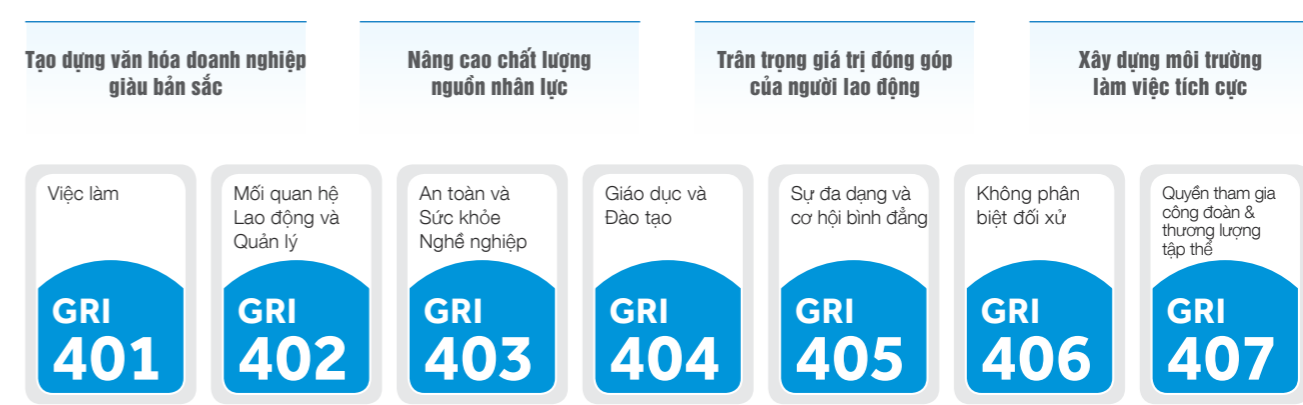 Tạo dựng văn hóa doanh nghiệp
giàu bản sắc
Nâng cao chất lượng
nguồn nhân lực
Trân trọng giá trị đóng góp
của người lao động
Xây dựng môi trường
làm việc tích cực
Việc làm
GRI
401
Mối quan hệ
Lao động và
Quản lý
GRI
402
An toàn và
Sức khỏe
Nghề nghiệp
GRI
403
Giáo dục và
Đào tạo
GRI
404
Sự đa dạng và
cơ hội bình đẳng
GRI
405
Không phân
biệt đối xử
GRI
406
Quyền tham gia
công đoàn &
thương lượng
tập thể
GRI
407